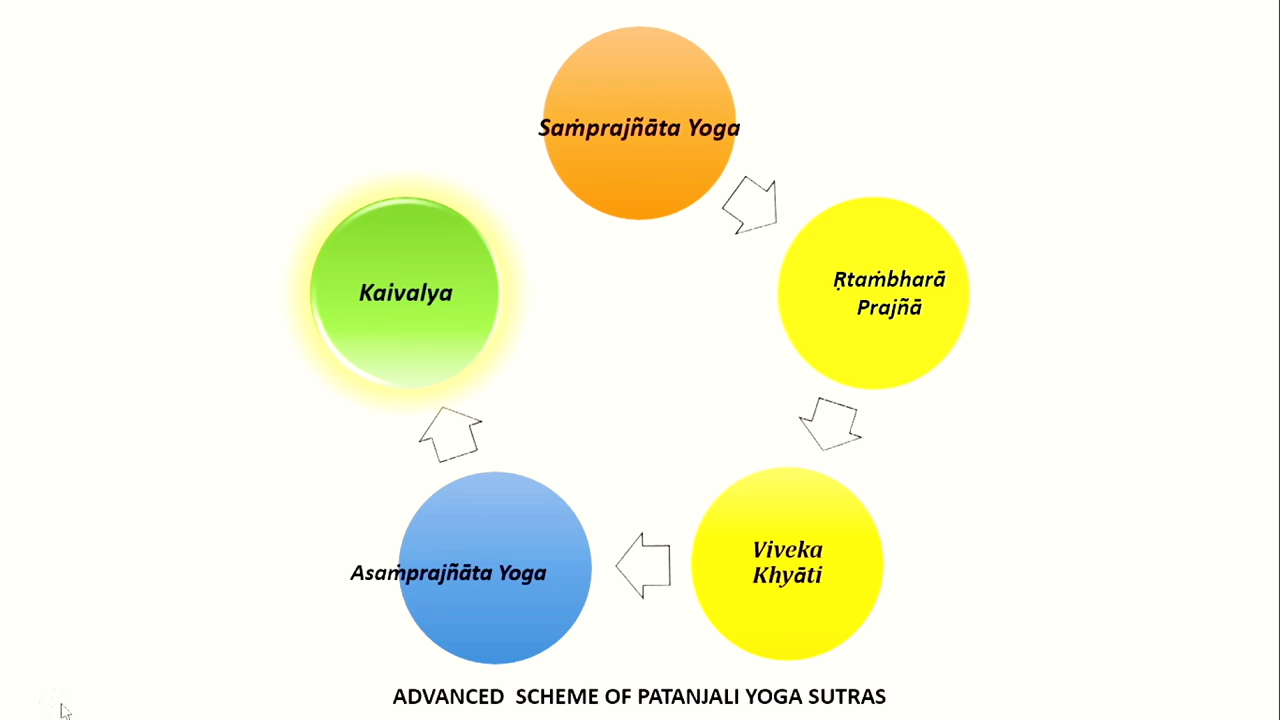 Saṁprajñāta Yoga
Ṛtaṁbharā
Prajñā
Viveka
Khyāti
Asaṁprajñāta Yoga
Kaivalya
ADVANCED SCHEME OF PATANJALI YOGA SUTRAS